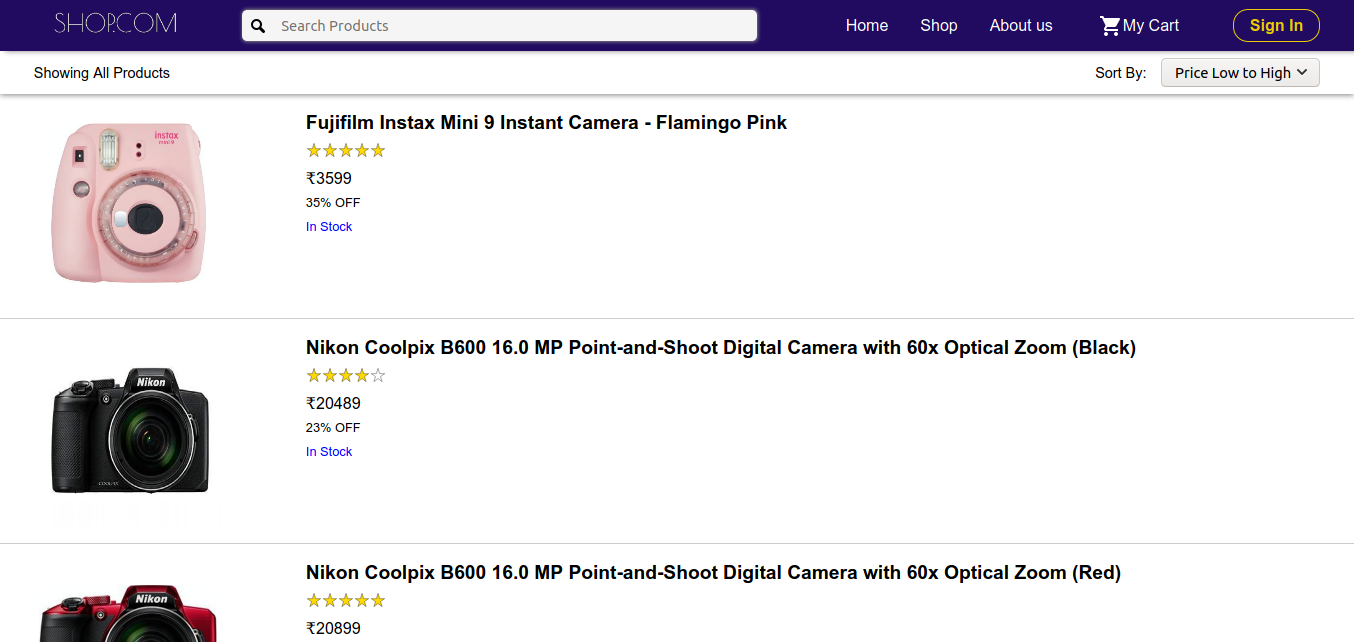 SHOP.COM
Search Products
Home
Shop
About us
My Cart
Sign In
Showing All Products
Sort By:
Price Low to High
instax
mini 9
Fujifilm Instax Mini 9 Instant Camera - Flamingo Pink
₹3599
35% OFF
In Stock
Nikon
COOLPIX
Nikon Coolpix B600 16.0 MP Point-and-Shoot Digital Camera with 60x Optical Zoom (Black)
₹20489
23% OFF
In Stock
Nikon
Nikon Coolpix B600 16.0 MP Point-and-Shoot Digital Camera with 60x Optical Zoom (Red)
₹20899